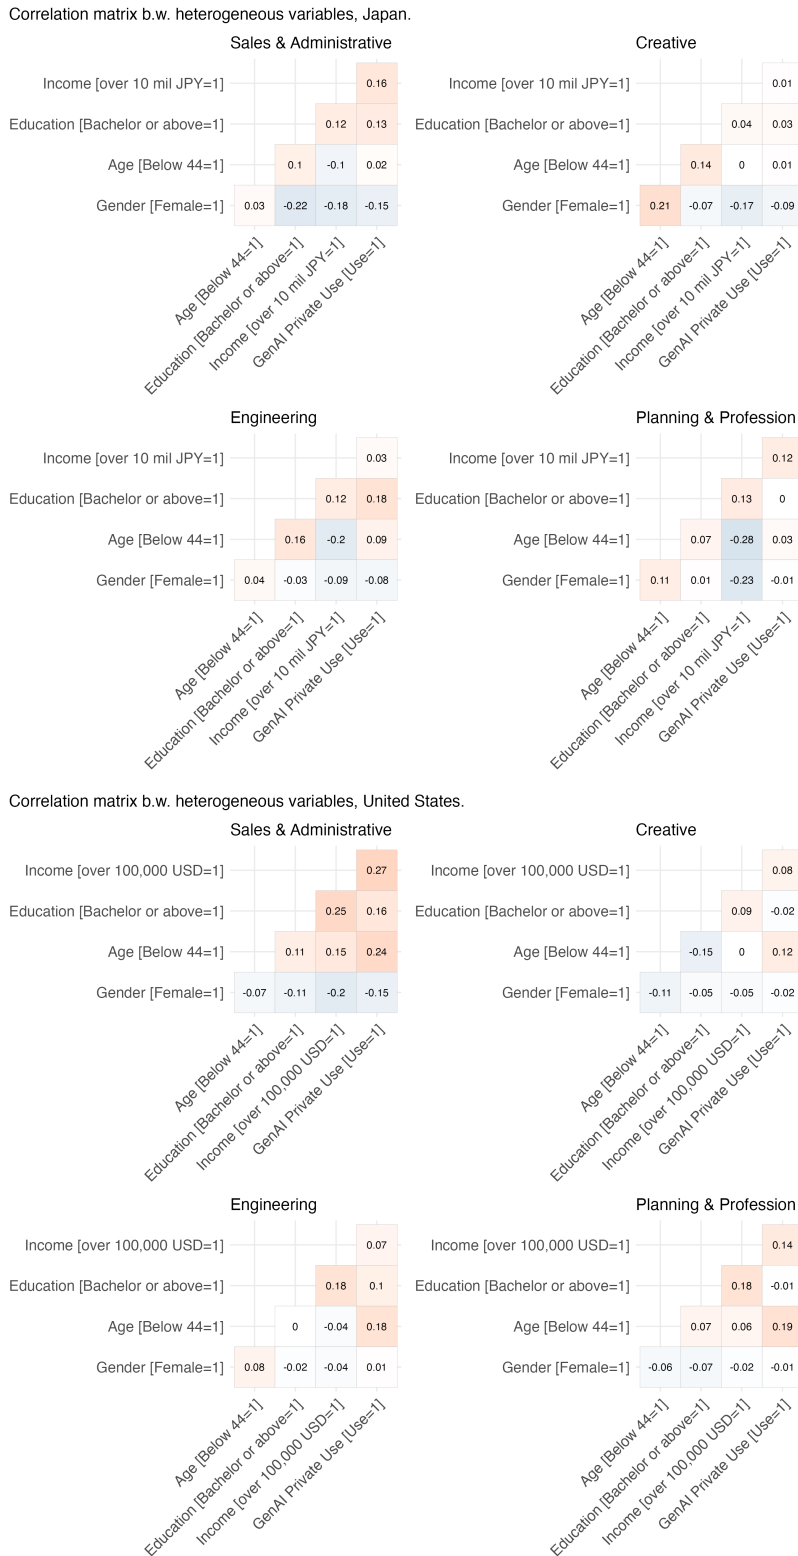 Correlation matrix b.w. heterogeneous variables, Japan.
Sales & Administrative
Income [over 10 mil JPY=1] 0.16
Education [Bachelor or above=1] 0.12 0.13
Age [Below 44=1] 0.1 -0.1 0.02
Gender [Female=1] 0.03 -0.22 -0.18 -0.15
Age [Below 44=1]
Education [Bachelor or above=1]
Income [over 10 mil JPY=1]
GenAI Private Use [Use=1]
Creative
Income [over 10 mil JPY=1] 0.01
Education [Bachelor or above=1] 0.04 0.03
Age [Below 44=1] 0.14 0 0.01
Gender [Female=1] 0.21 -0.07 -0.17 -0.09
Age [Below 44=1]
Education [Bachelor or above=1]
Income [over 10 mil JPY=1]
GenAI Private Use [Use=1]
Engineering
Income [over 10 mil JPY=1] 0.03
Education [Bachelor or above=1] 0.12 0.18
Age [Below 44=1] 0.16 -0.2 0.09
Gender [Female=1] 0.04 -0.03 -0.09 -0.08
Age [Below 44=1]
Education [Bachelor or above=1]
Income [over 10 mil JPY=1]
GenAI Private Use [Use=1]
Planning & Profession
Income [over 10 mil JPY=1] 0.12
Education [Bachelor or above=1] 0.13 0
Age [Below 44=1] 0.07 -0.28 0.03
Gender [Female=1] 0.11 0.01 -0.23 -0.01
Age [Below 44=1]
Education [Bachelor or above=1]
Income [over 10 mil JPY=1]
GenAI Private Use [Use=1]
Correlation matrix b.w. heterogeneous variables, United States.
Sales & Administrative
Income [over 100,000 USD=1] 0.27
Education [Bachelor or above=1] 0.25 0.16
Age [Below 44=1] 0.11 0.15 0.24
Gender [Female=1] -0.07 -0.11 -0.2 -0.15
Age [Below 44=1]
Education [Bachelor or above=1]
Income [over 100,000 USD=1]
GenAI Private Use [Use=1]
Creative
Income [over 100,000 USD=1] 0.08
Education [Bachelor or above=1] 0.09 -0.02
Age [Below 44=1] -0.15 0 0.12
Gender [Female=1] -0.11 -0.05 -0.05 -0.02
Age [Below 44=1]
Education [Bachelor or above=1]
Income [over 100,000 USD=1]
GenAI Private Use [Use=1]
Engineering
Income [over 100,000 USD=1] 0.07
Education [Bachelor or above=1] 0.18 0.1
Age [Below 44=1] 0 -0.04 0.18
Gender [Female=1] 0.08 -0.02 -0.04 0.01
Age [Below 44=1]
Education [Bachelor or above=1]
Income [over 100,000 USD=1]
GenAI Private Use [Use=1]
Planning & Profession
Income [over 100,000 USD=1] 0.14
Education [Bachelor or above=1] 0.18 -0.01
Age [Below 44=1] 0.07 0.06 0.19
Gender [Female=1] -0.06 -0.07 -0.02 -0.01
Age [Below 44=1]
Education [Bachelor or above=1]
Income [over 100,000 USD=1]
GenAI Private Use [Use=1]